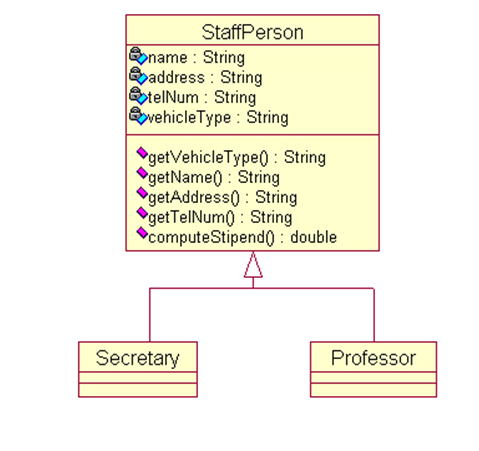 StaffPerson
name : String
address : String
telNum : String
vehicleType : String
getVehicleType() : String
getName() : String
getAddress() : String
getTelNum() : String
computeStipend() : double
Secretary
Professor